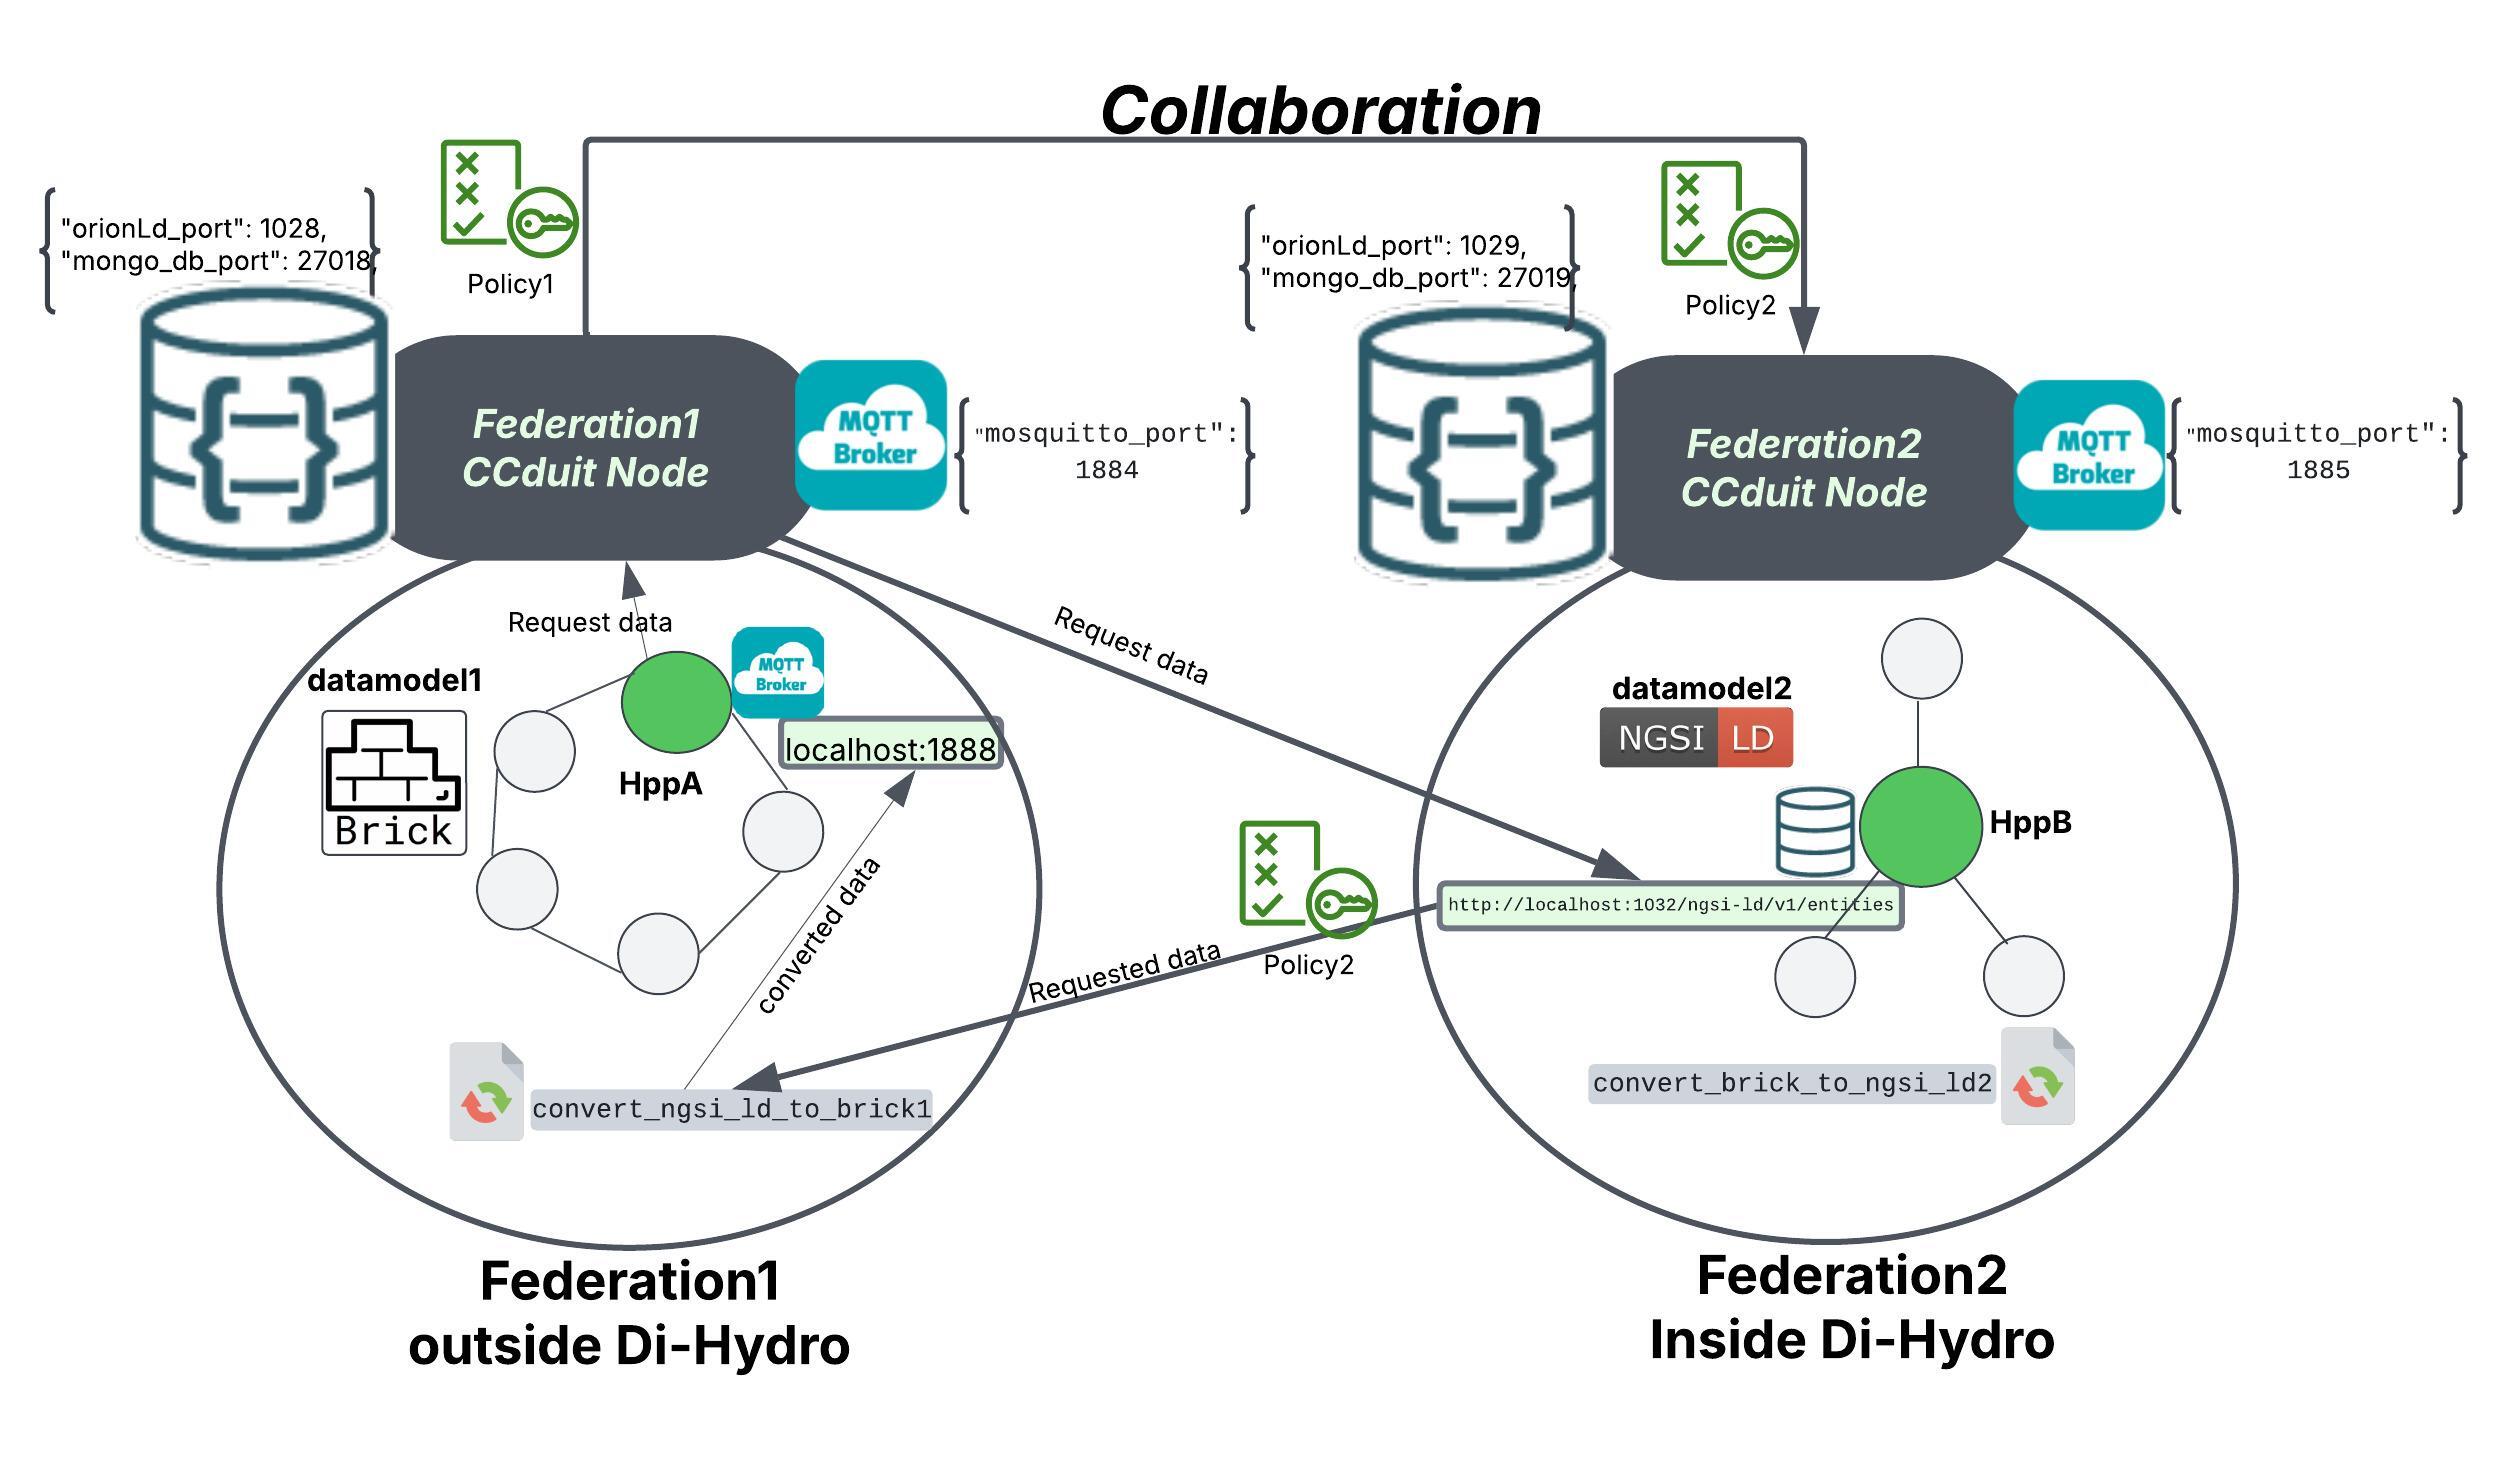 Collaboration
"orionLd_port": 1028,
"mongo_db_port": 27018,
Policy1
"orionLd_port": 1029,
"mongo_db_port": 27019,
Policy2
Federation1
CCduit Node
MQTT
Broker
"mosquitto_port":
1884
Federation2
CCduit Node
MQTT
Broker
"mosquitto_port":
1885
Request data
Request data
datamodel1
Brick
HppA
MQTT
Broker
localhost:1888
converted data
convert_ngsi_ld_to_brick1
Requested data
Policy2
datamodel2
NGSI LD
HppB
http://localhost:1032/ngsi-ld/v1/entities
convert_brick_to_ngsi_ld2
Federation1
outside Di-Hydro
Federation2
Inside Di-Hydro